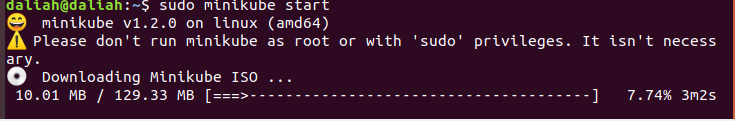 daliah@daliah:~$ sudo minikube start
😄  minikube v1.2.0 on linux (amd64)
⚠️ Please don't run minikube as root or with 'sudo' privileges. It isn't necess
ary.
💿  Downloading Minikube ISO ...
10.01 MB / 129.33 MB [===>--------------------------------------]   7.74% 3m2s